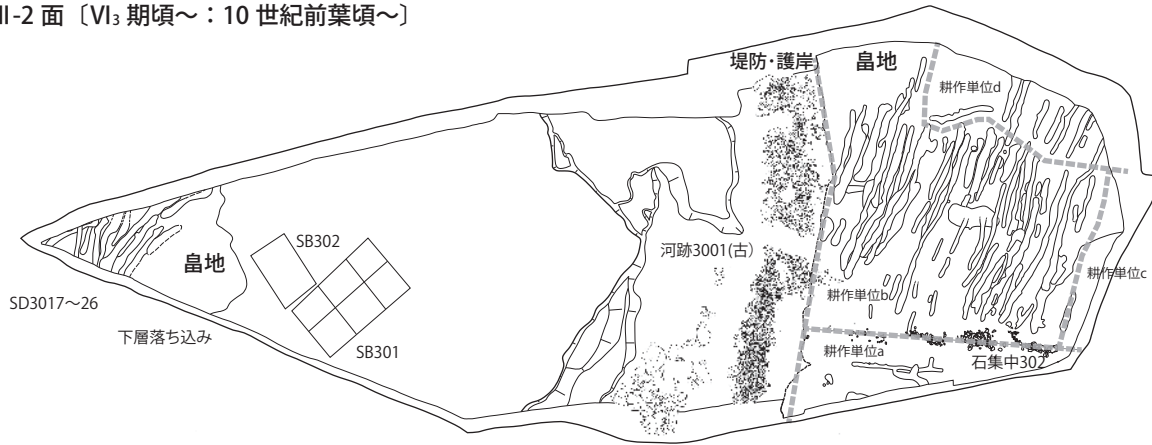 Ⅱ-2 面〔Ⅵ₃ 期頃〜：10 世紀前葉頃〜〕
堤防・護岸
畠地
耕作単位d
SB302
畠地
河跡3001(古)
耕作単位c
SD3017〜26
耕作単位b
下層落ち込み
SB301
耕作単位a
石集中302